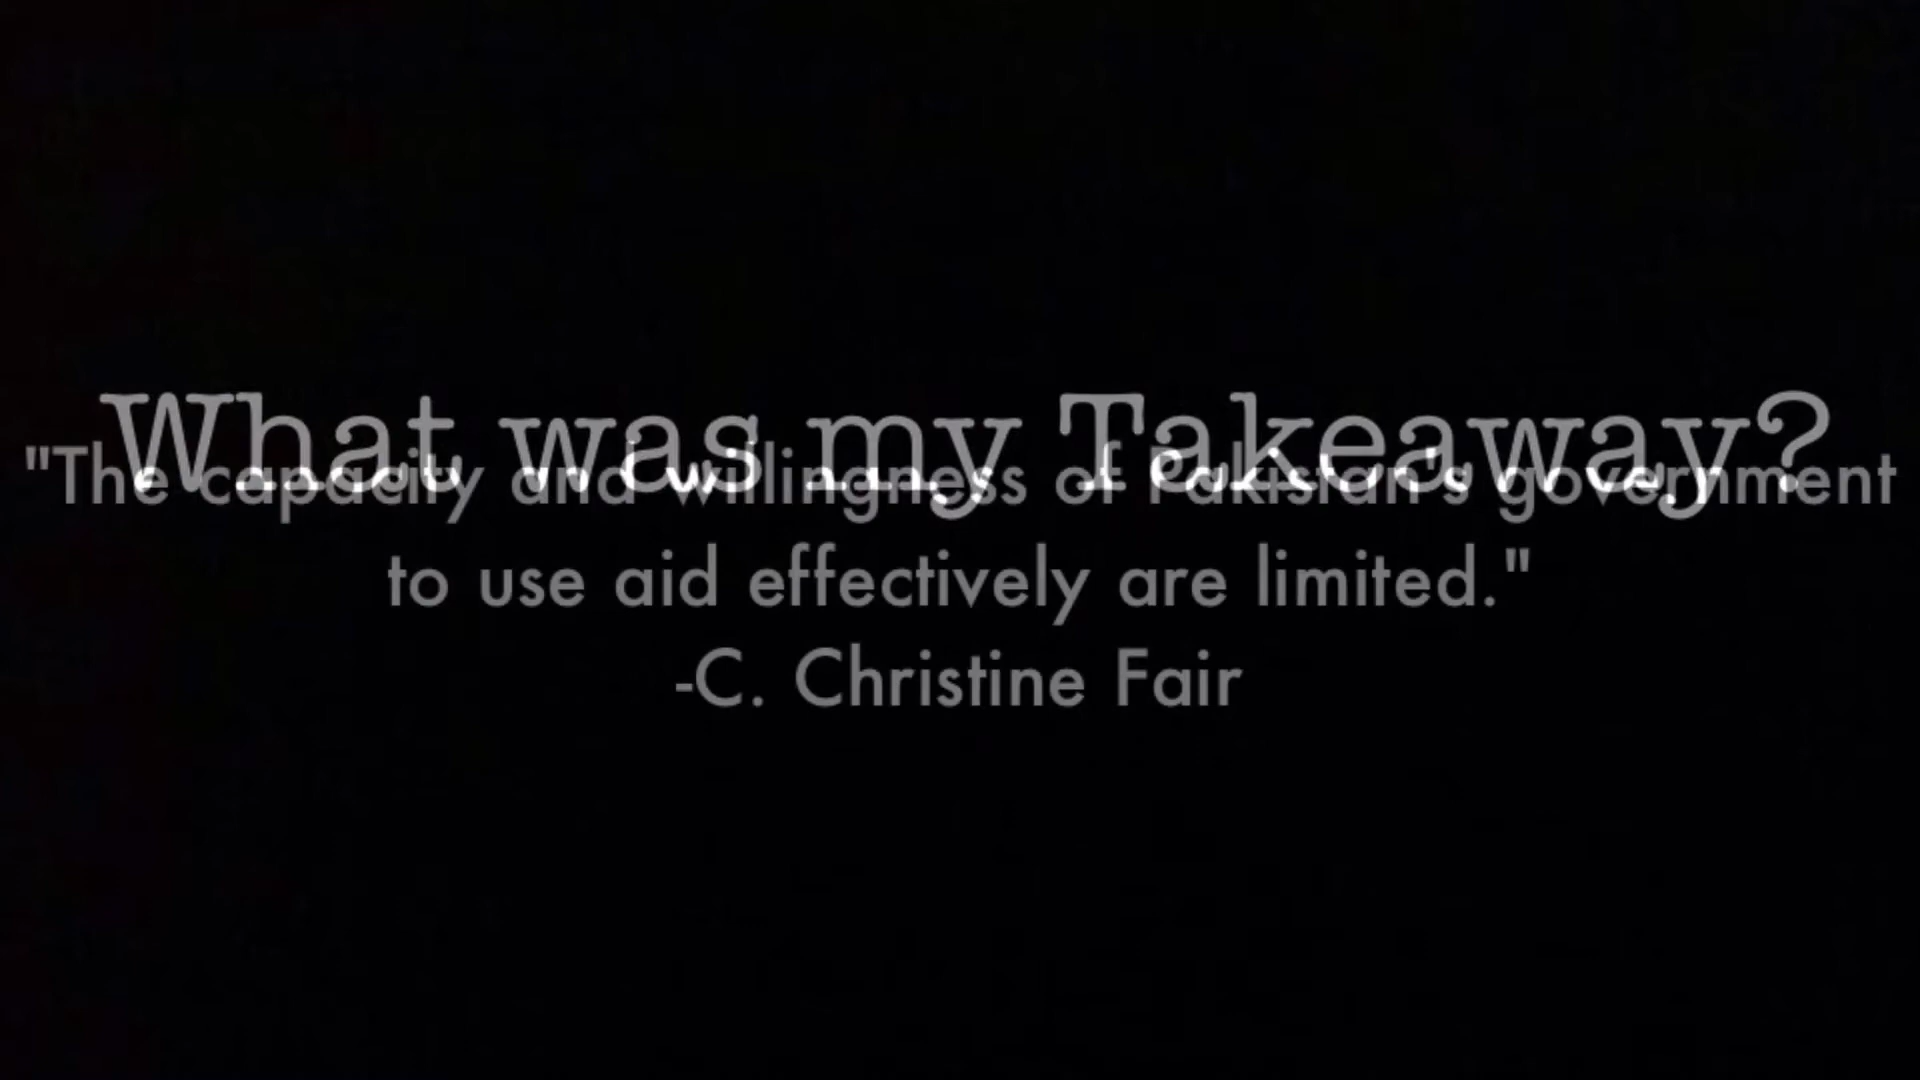 What was my Takeaway?
"The capacity and willingness of Pakistan's government
to use aid effectively are limited."
-C. Christine Fair